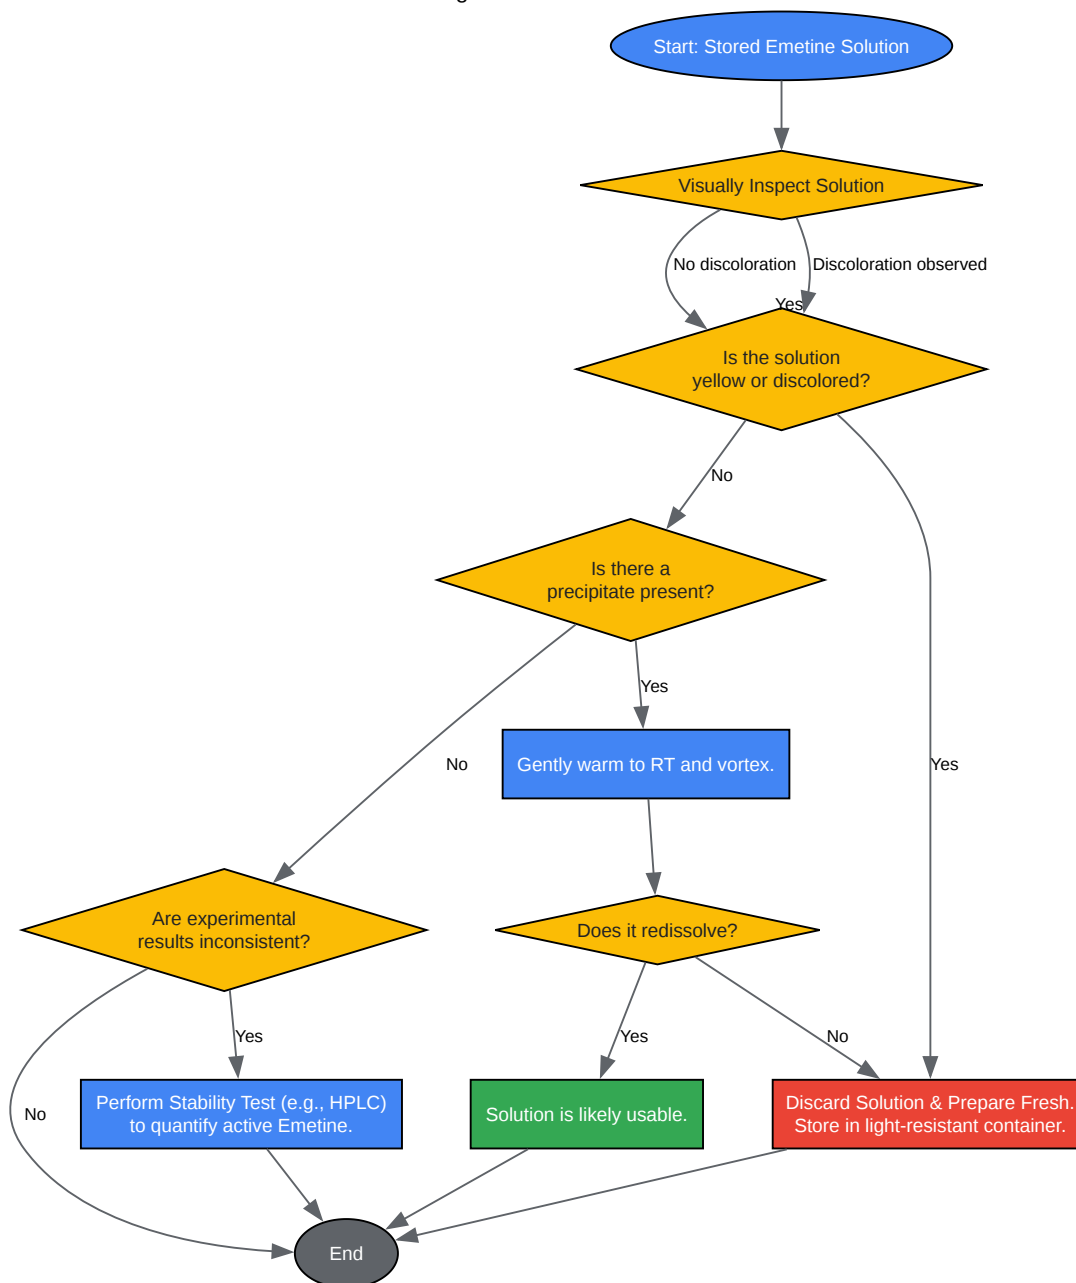 Start: Stored Emetine Solution
Visually Inspect Solution
No discoloration
Discoloration observed
Yes
Is the solution
yellow or discolored?
No
Is there a
precipitate present?
Yes
Gently warm to RT and vortex.
No
Yes
Are experimental
results inconsistent?
Does it redissolve?
Yes
Yes
No
Perform Stability Test (e.g., HPLC)
to quantify active Emetine.
Solution is likely usable.
Discard Solution & Prepare Fresh.
Store in light-resistant container.
No
End